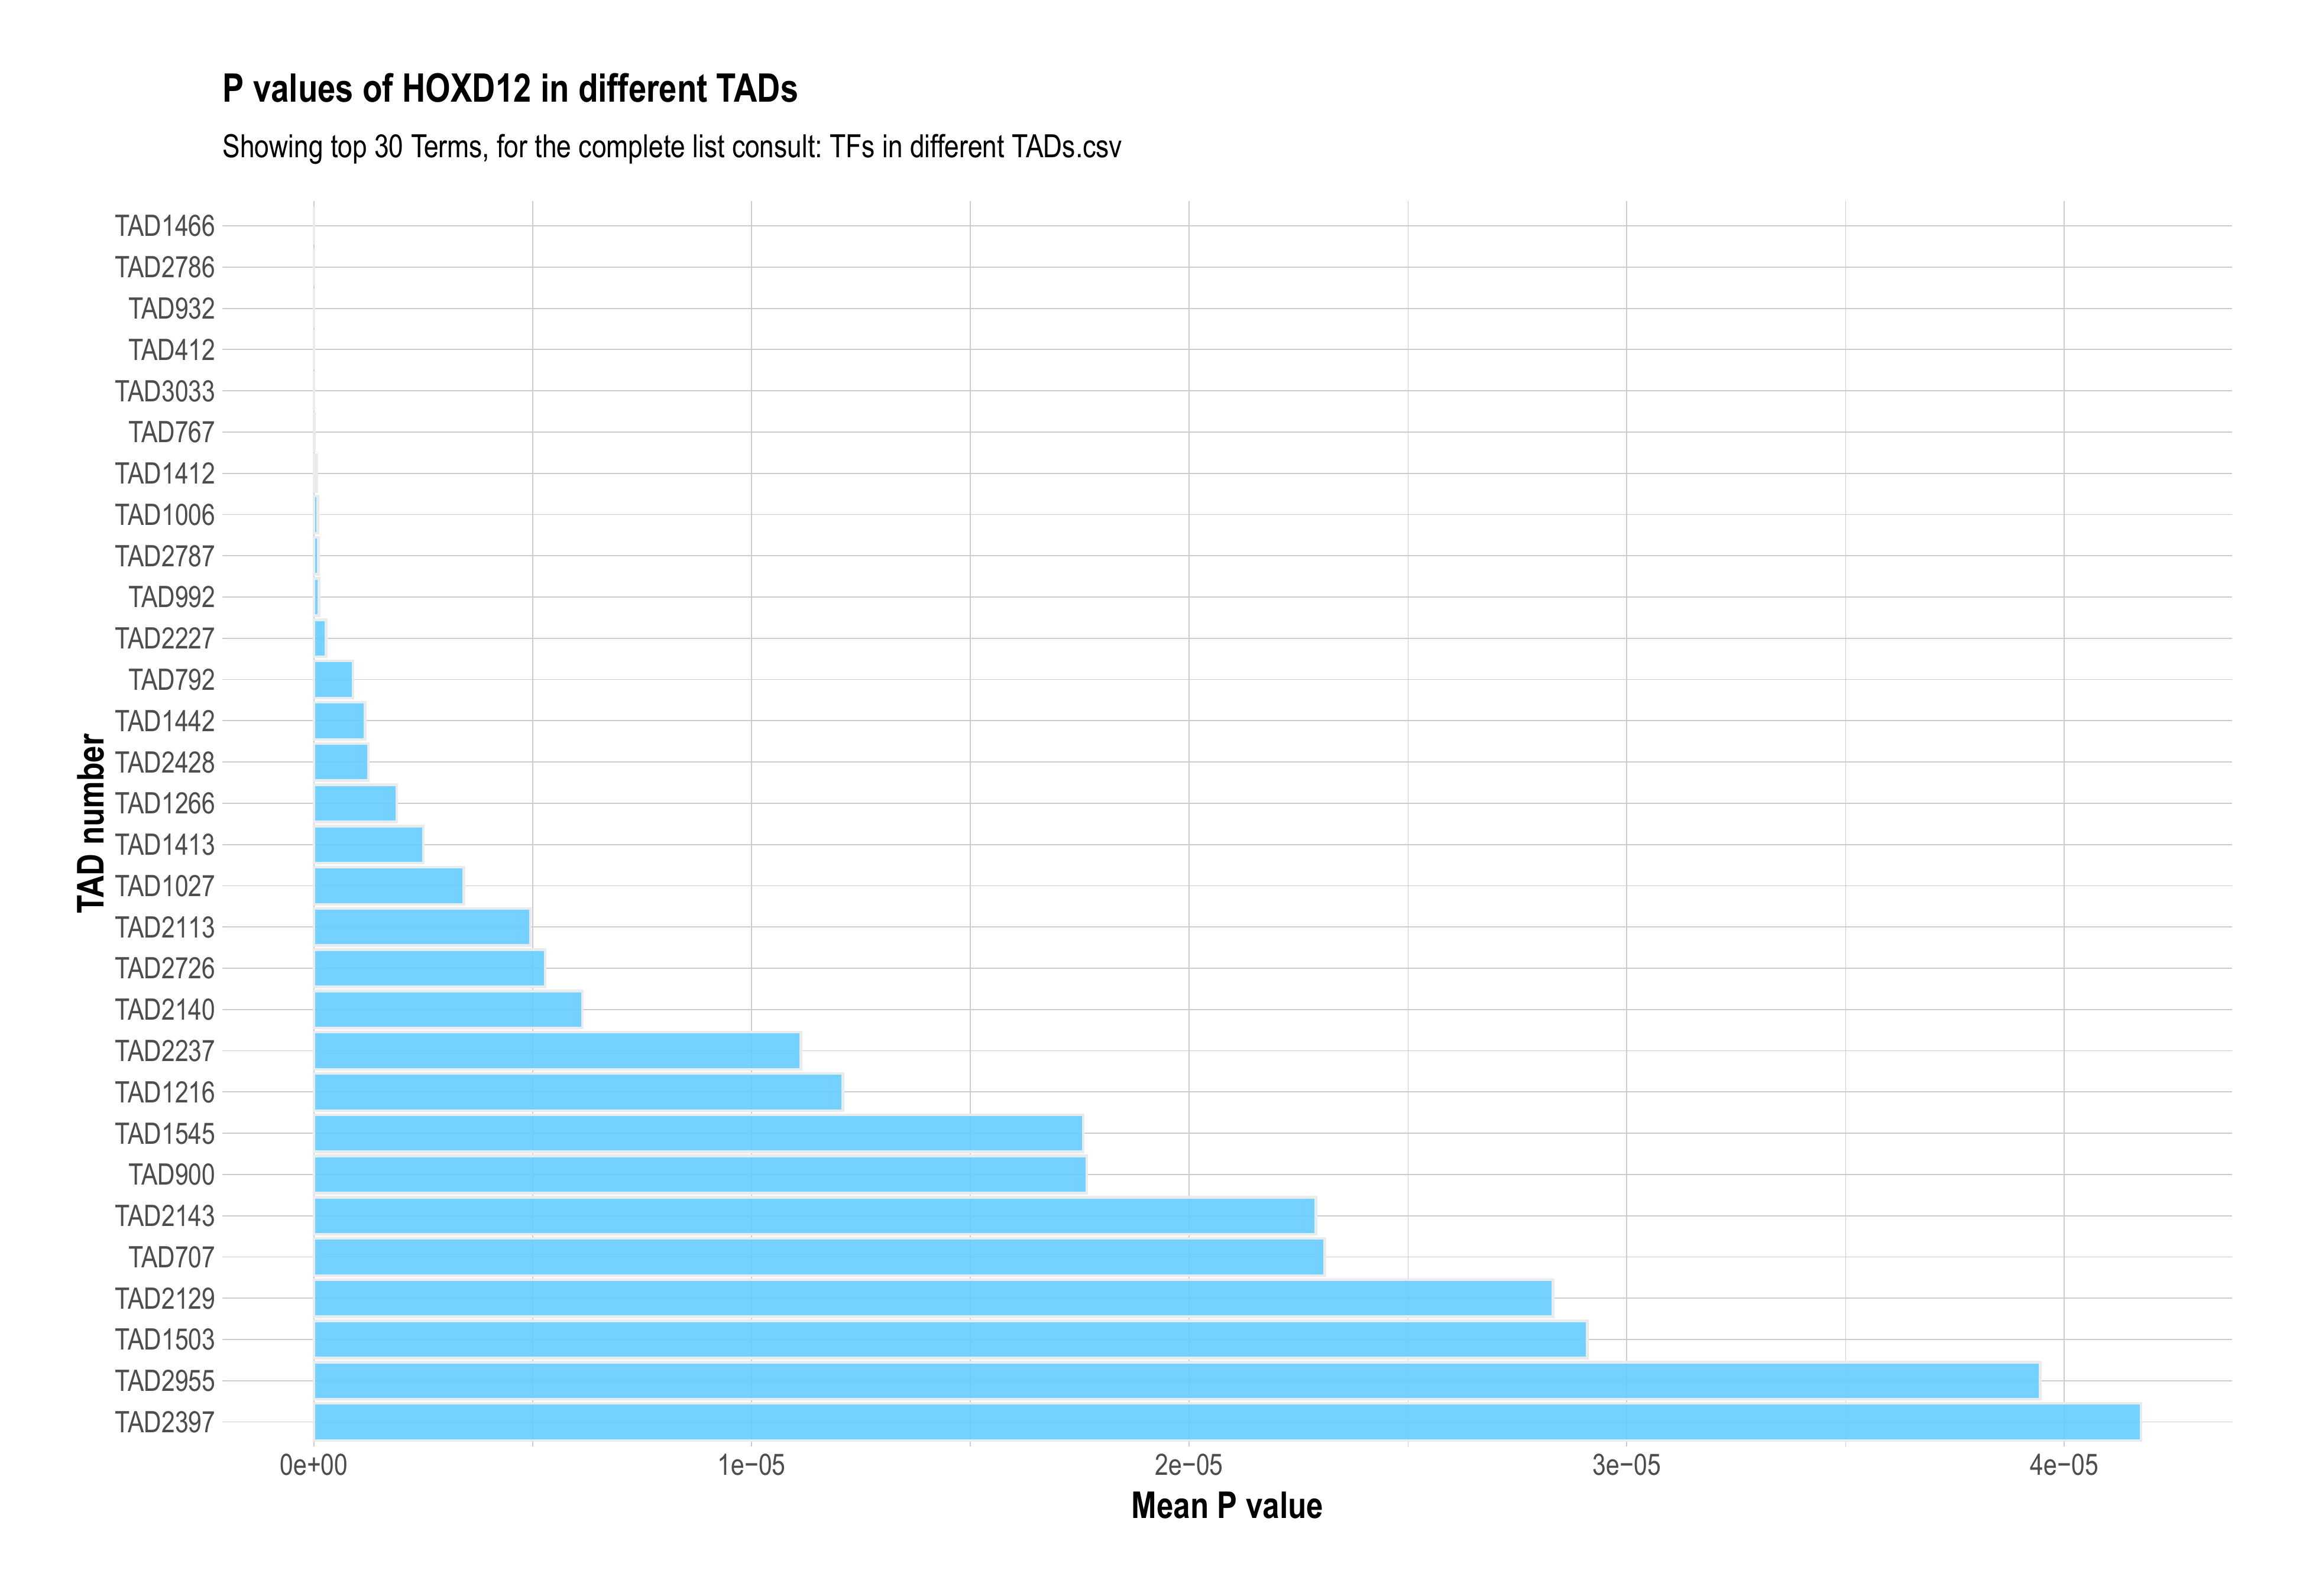 P values of HOXD12 in different TADs
Showing top 30 Terms, for the complete list consult: TFs in different TADs.csv
TAD number
TAD1466
TAD2786
TAD932
TAD412
TAD3033
TAD767
TAD1412
TAD1006
TAD2787
TAD992
TAD2227
TAD792
TAD1442
TAD2428
TAD1266
TAD1413
TAD1027
TAD2113
TAD2726
TAD2140
TAD2237
TAD1216
TAD1545
TAD900
TAD2143
TAD707
TAD2129
TAD1503
TAD2955
TAD2397
0e+00 1e−05 2e−05 3e−05 4e−05
Mean P value